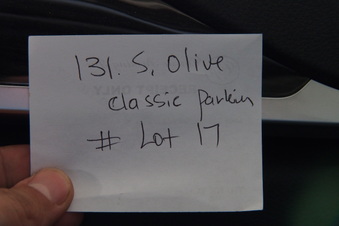 131. S. Olive
classic parkin
# Lot 17